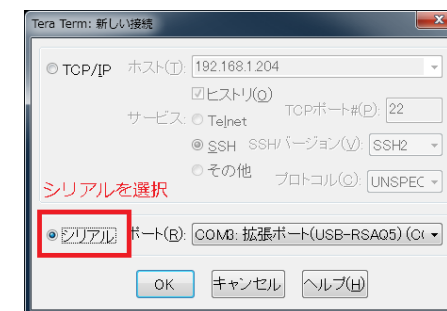 Tera Term: 新しい接続
TCP/IP ホスト(T): 192.168.1.204
ヒストリ(O)
サービス: Telnet TCPポート#(P): 22
SSH SSHバージョン(V): SSH2
その他 プロトコル(C): UNSPEC
シリアルを選択
シリアル ポート(R): COM3: 拡張ポート(USB-RSAQ5) (C
OK キャンセル ヘルプ(H)